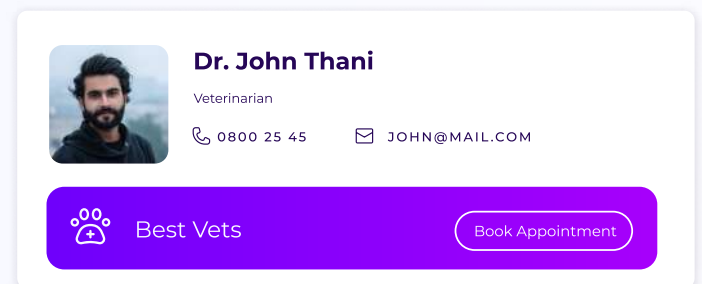 Dr. John Thani
Veterinarian
0800 25 45 JOHN@MAIL.COM
Best Vets Book Appointment